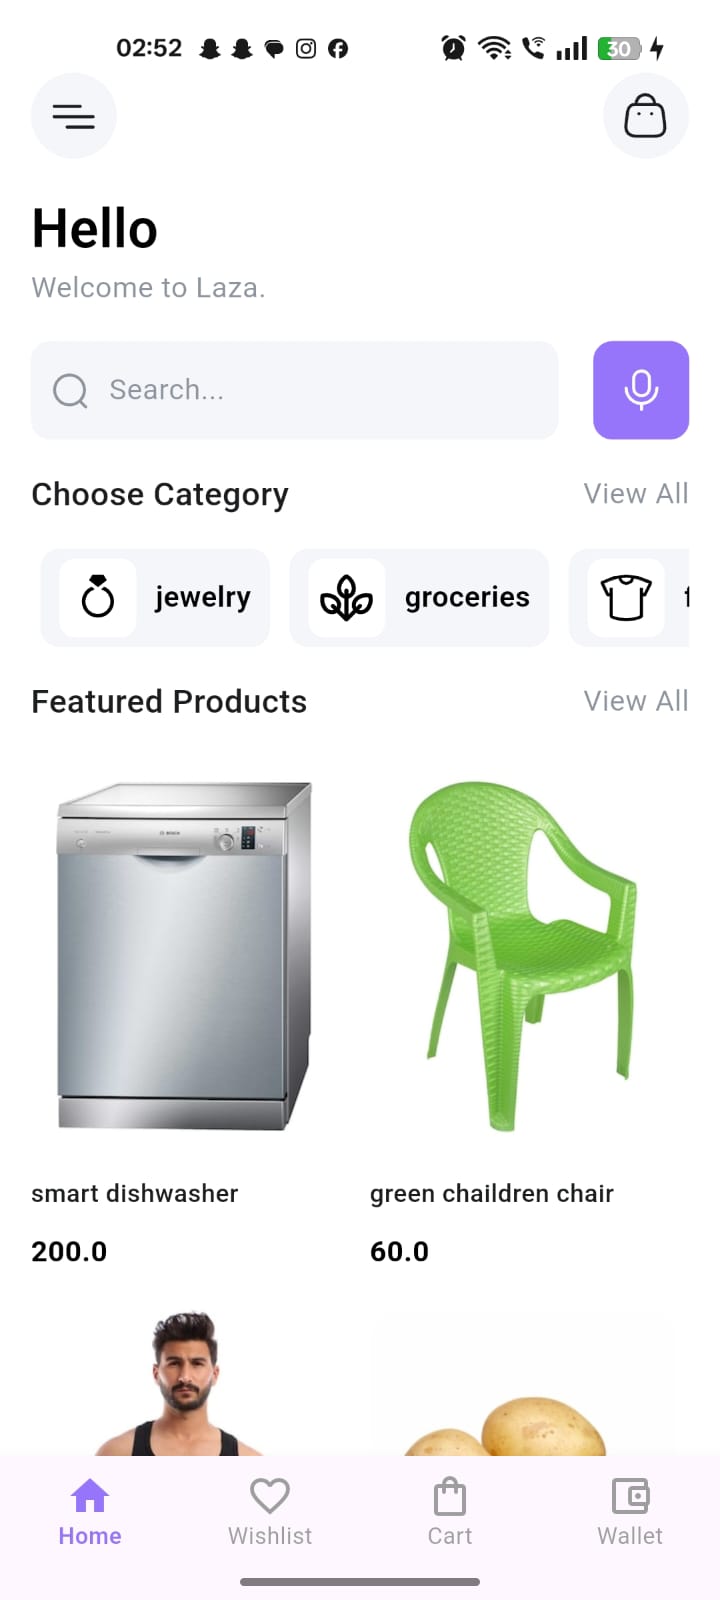 02:52
30
Hello
Welcome to Laza.
Search...
Choose Category
View All
jewelry
groceries
Featured Products
View All
BOSCH
smart dishwasher
green chaildren chair
200.0
60.0
Home
Wishlist
Cart
Wallet